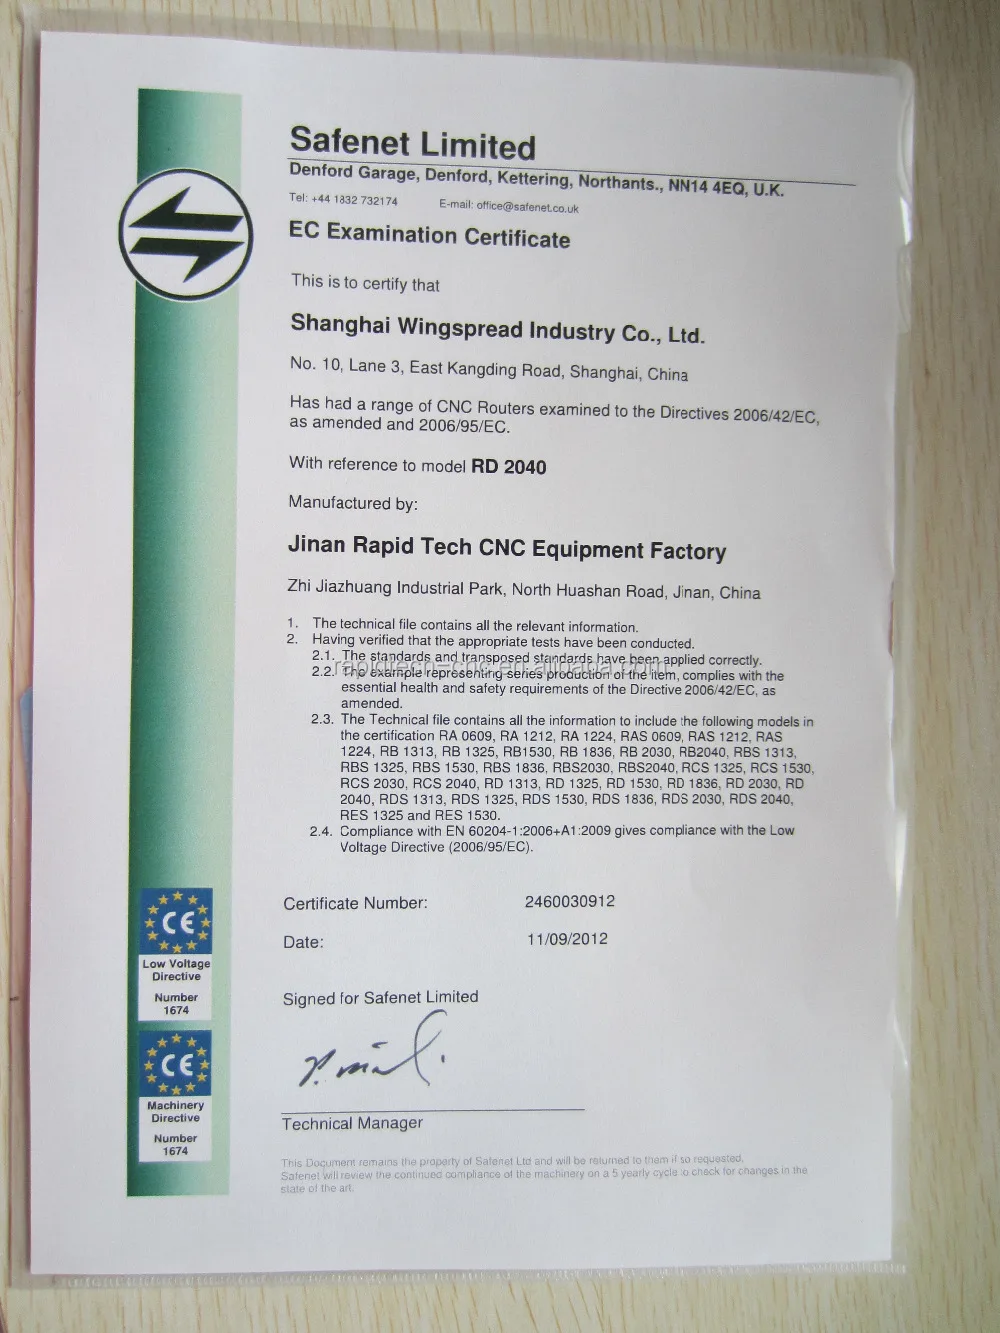 Safenet Limited
Denford Garage, Denford, Kettering, Northants., NN14 4EQ, U.K.
Tel: +44 1832 732174 E-mail: office@safenet.co.uk
EC Examination Certificate
This is to certify that
Shanghai Wingspread Industry Co., Ltd.
No. 10, Lane 3, East Kangding Road, Shanghai, China
Has had a range of CNC Routers examined to the Directives 2006/42/EC,
as amended and 2006/95/EC.
With reference to model RD 2040
Manufactured by:
Jinan Rapid Tech CNC Equipment Factory
Zhi Jiazhuang Industrial Park, North Huashan Road, Jinan, China
1. The technical file contains all the relevant information.
2. Having verified that the appropriate tests have been conducted.
2.1. The standards and transposed standards have been applied correctly.
rapidtech-cnc.en.alibaba.com
2.2. The example representing series production of the item, complies with the
essential health and safety requirements of the Directive 2006/42/EC, as
amended.
2.3. The Technical file contains all the information to include the following models in
the certification RA 0609, RA 1212, RA 1224, RAS 0609, RAS 1212, RAS
1224, RB 1313, RB 1325, RB1530, RB 1836, RB 2030, RB2040, RBS 1313,
RBS 1325, RBS 1530, RBS 1836, RBS2030, RBS2040, RCS 1325, RCS 1530,
RCS 2030, RCS 2040, RD 1313, RD 1325, RD 1530, RD 1836, RD 2030, RD
2040, RDS 1313, RDS 1325, RDS 1530, RDS 1836, RDS 2030, RDS 2040,
RES 1325 and RES 1530.
2.4. Compliance with EN 60204-1:2006+A1:2009 gives compliance with the Low
Voltage Directive (2006/95/EC).
Certificate Number: 2460030912
Date: 11/09/2012
Signed for Safenet Limited
Technical Manager
This Document remains the property of Safenet Ltd and will be returned to them if so requested.
Safenet will review the continued compliance of the machinery on a 5 yearly cycle to check for changes in the
state of the art.
CE
Low Voltage
Directive
Number
1674
CE
Machinery
Directive
Number
1674